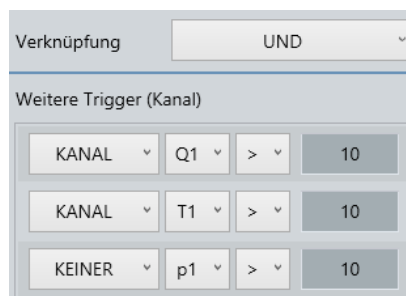 Verknüpfung UND
Weitere Trigger (Kanal)
KANAL Q1 > 10
KANAL T1 > 10
KEINER p1 > 10